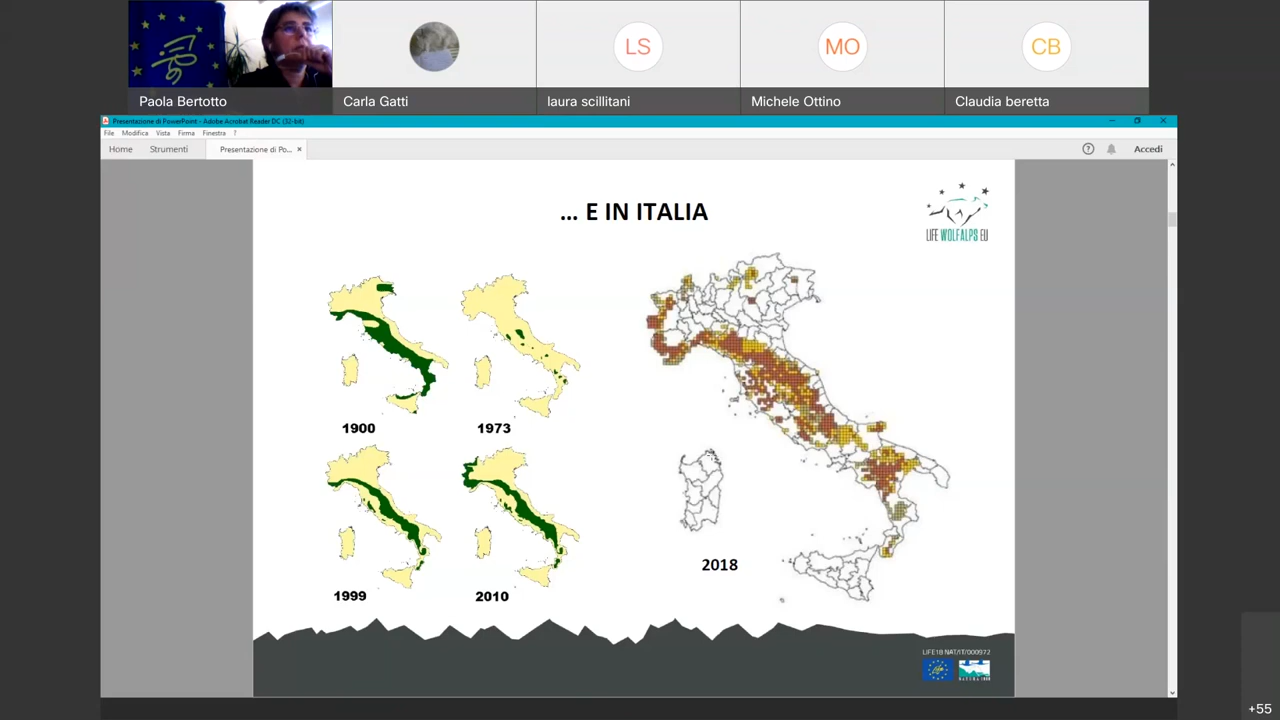 LS
MO
CB
Paola Bertotto
Carla Gatti
laura scillitani
Michele Ottino
Claudia beretta
Presentazione di PowerPoint - Adobe Acrobat Reader DC (32-bit)
File Modifica Vista Firma Finestra ?
Home Strumenti Presentazione di Po... × Accedi
... E IN ITALIA
LIFE WOLFALPS EU
1900
1973
1999
2010
2018
LIFE18 NAT/IT/000972
NATURA 2000
+55